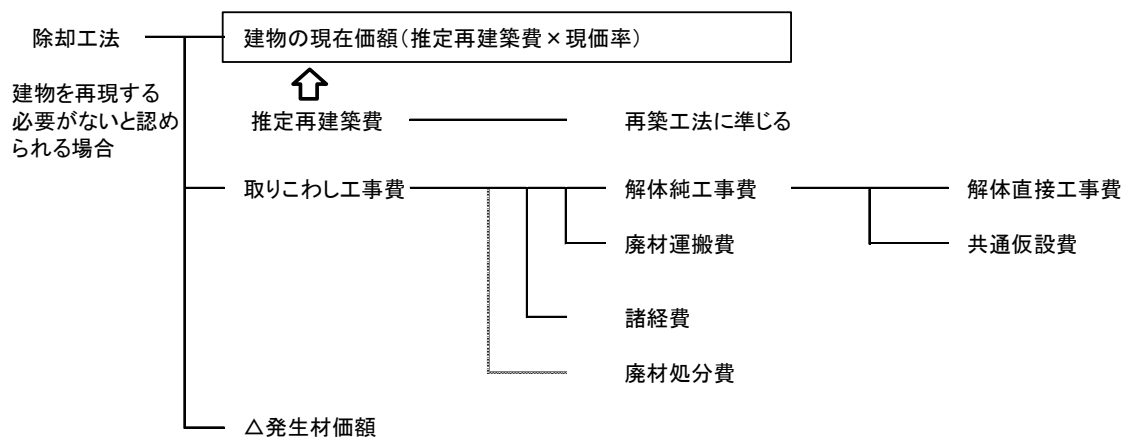 除却工法
建物の現在価額(推定再建築費×現価率)
建物を再現する
必要がないと認め
られる場合
推定再建築費
再築工法に準じる
取りこわし工事費
解体純工事費
解体直接工事費
廃材運搬費
共通仮設費
諸経費
廃材処分費
△発生材価額